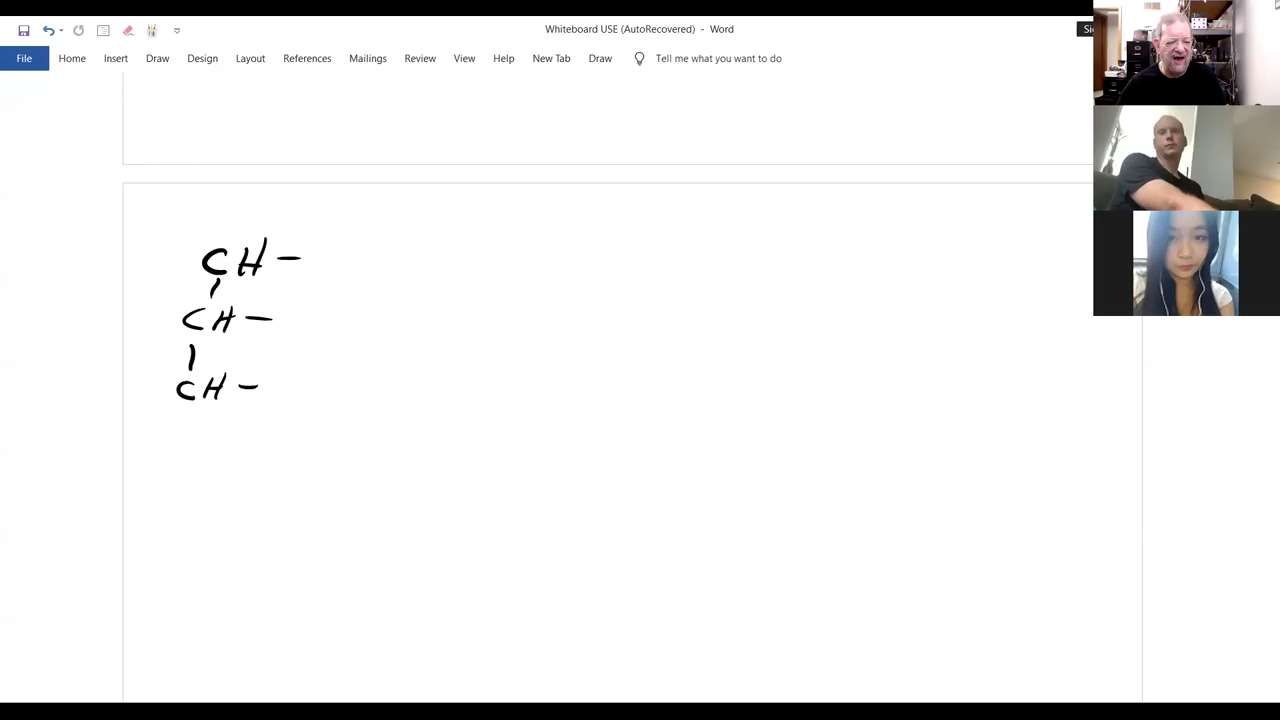 Whiteboard USE (AutoRecovered) - Word
File Home Insert Draw Design Layout References Mailings Review View Help New Tab Draw Tell me what you want to do
CH -
CH -
CH -